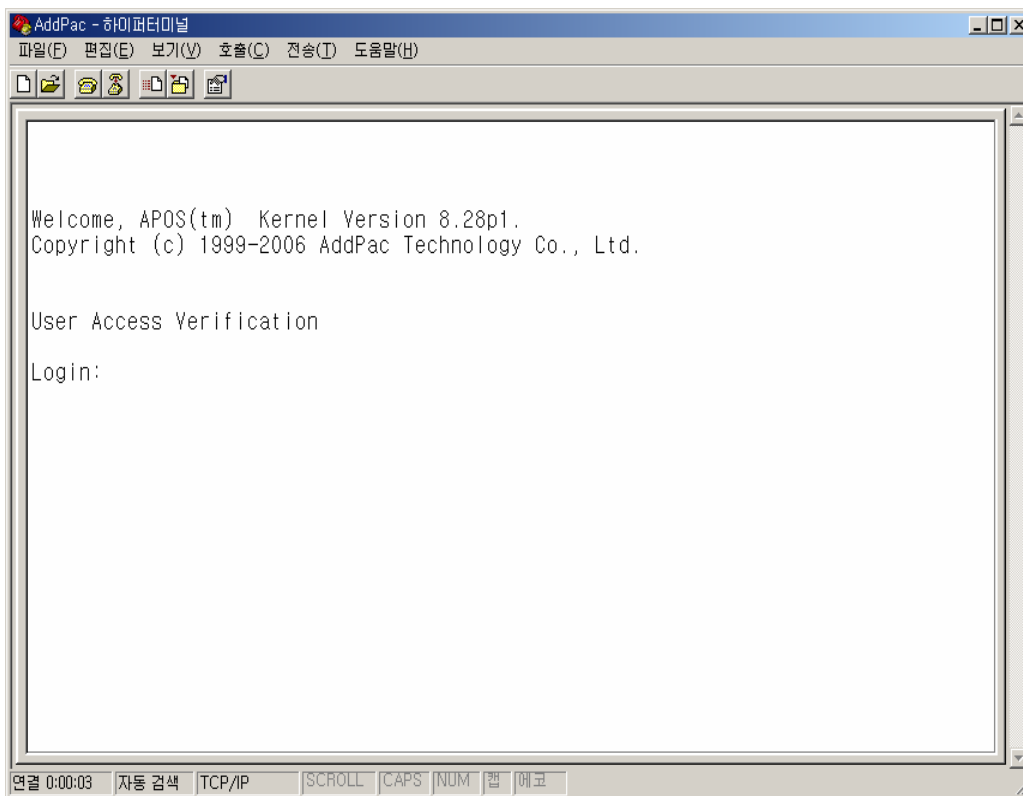 AddPac - 하이퍼터미널
파일(F) 편집(E) 보기(V) 호출(C) 전송(T) 도움말(H)
Welcome, APOS(tm)  Kernel Version 8.28p1.
Copyright (c) 1999-2006 AddPac Technology Co., Ltd.
User Access Verification
Login:
연결 0:00:03 자동 검색 TCP/IP SCROLL CAPS NUM 캡 에코